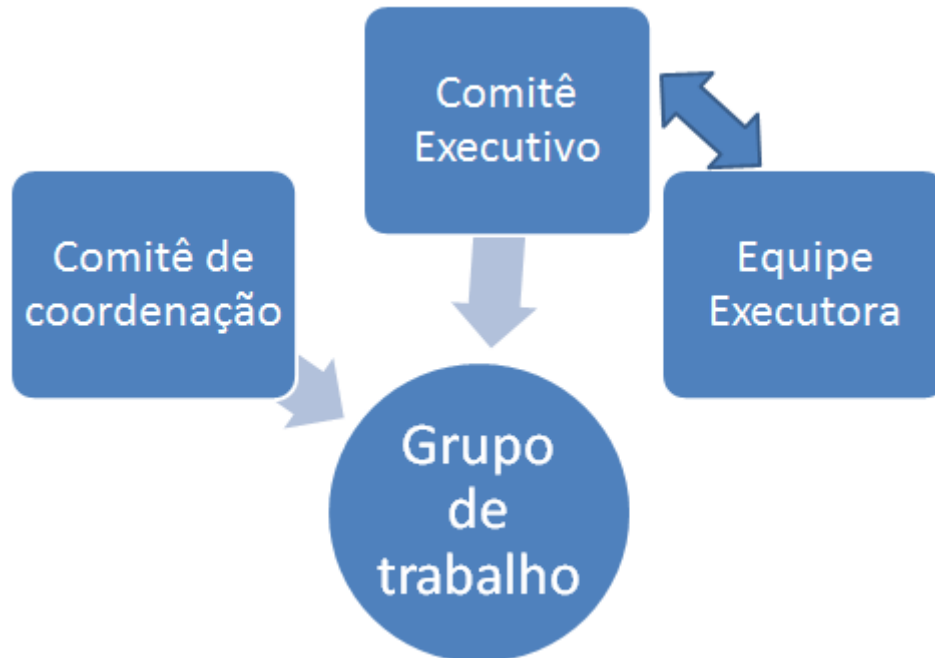 Comitê
Executivo
Comitê de
coordenação
Equipe
Executora
Grupo
de
trabalho